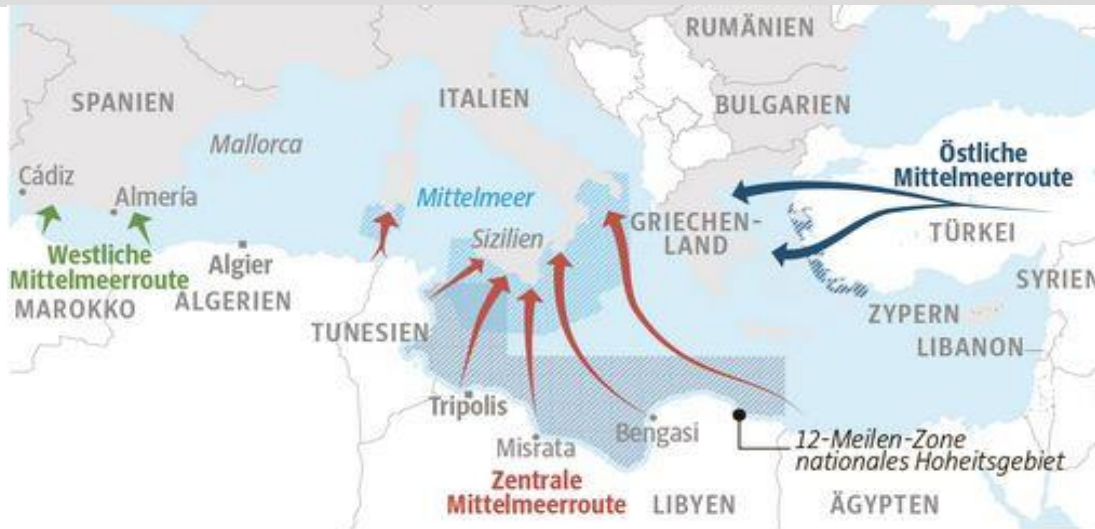 RUMÄNIEN
SPANIEN
ITALIEN
BULGARIEN
Mallorca
Östliche
Mittelmeerroute
Cádiz
Almería
Mittelmeer
GRIECHEN-
LAND
TÜRKEI
Sizilien
Westliche
Mittelmeerroute
Algier
SYRIEN
MAROKKO
ALGERIEN
ZYPERN
TUNESIEN
LIBANON
Tripolis
Bengasi
Misrata
12-Meilen-Zone
nationales Hoheitsgebiet
Zentrale
Mittelmeerroute
LIBYEN
ÄGYPTEN